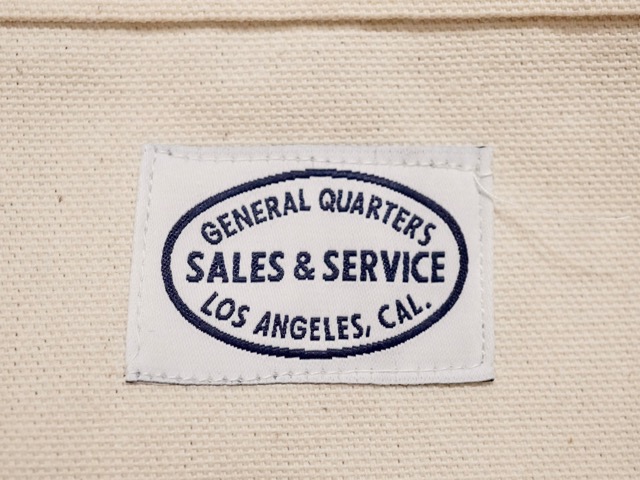 GENERAL QUARTERS
SALES & SERVICE
LOS ANGELES, CAL.